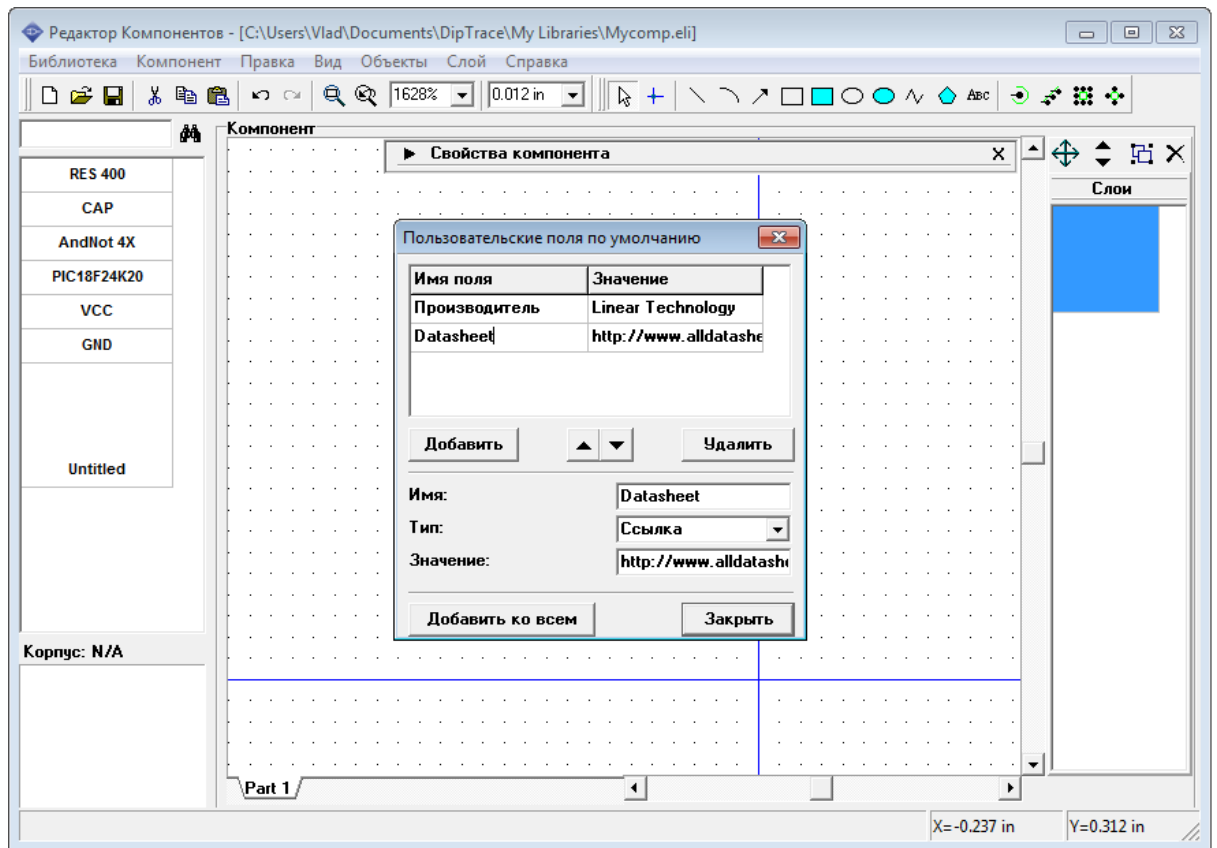 Редактор Компонентов - [C:\Users\Vlad\Documents\DipTrace\My Libraries\Mycomp.eli]
Библиотека Компонент Правка Вид Объекты Слой Справка
1628% 0.012 in ABC
Компонент
Свойства компонента X
RES 400
CAP
AndNot 4X
PIC18F24K20
VCC
GND
Untitled
Корпус: N/A
Слои
Пользовательские поля по умолчанию
Имя поля Значение
Производитель Linear Technology
Datasheet http://www.alldatashe
Добавить Удалить
Имя: Datasheet
Тип: Ссылка
Значение: http://www.alldatash
Добавить ко всем Закрыть
Part 1
X=-0.237 in Y=0.312 in